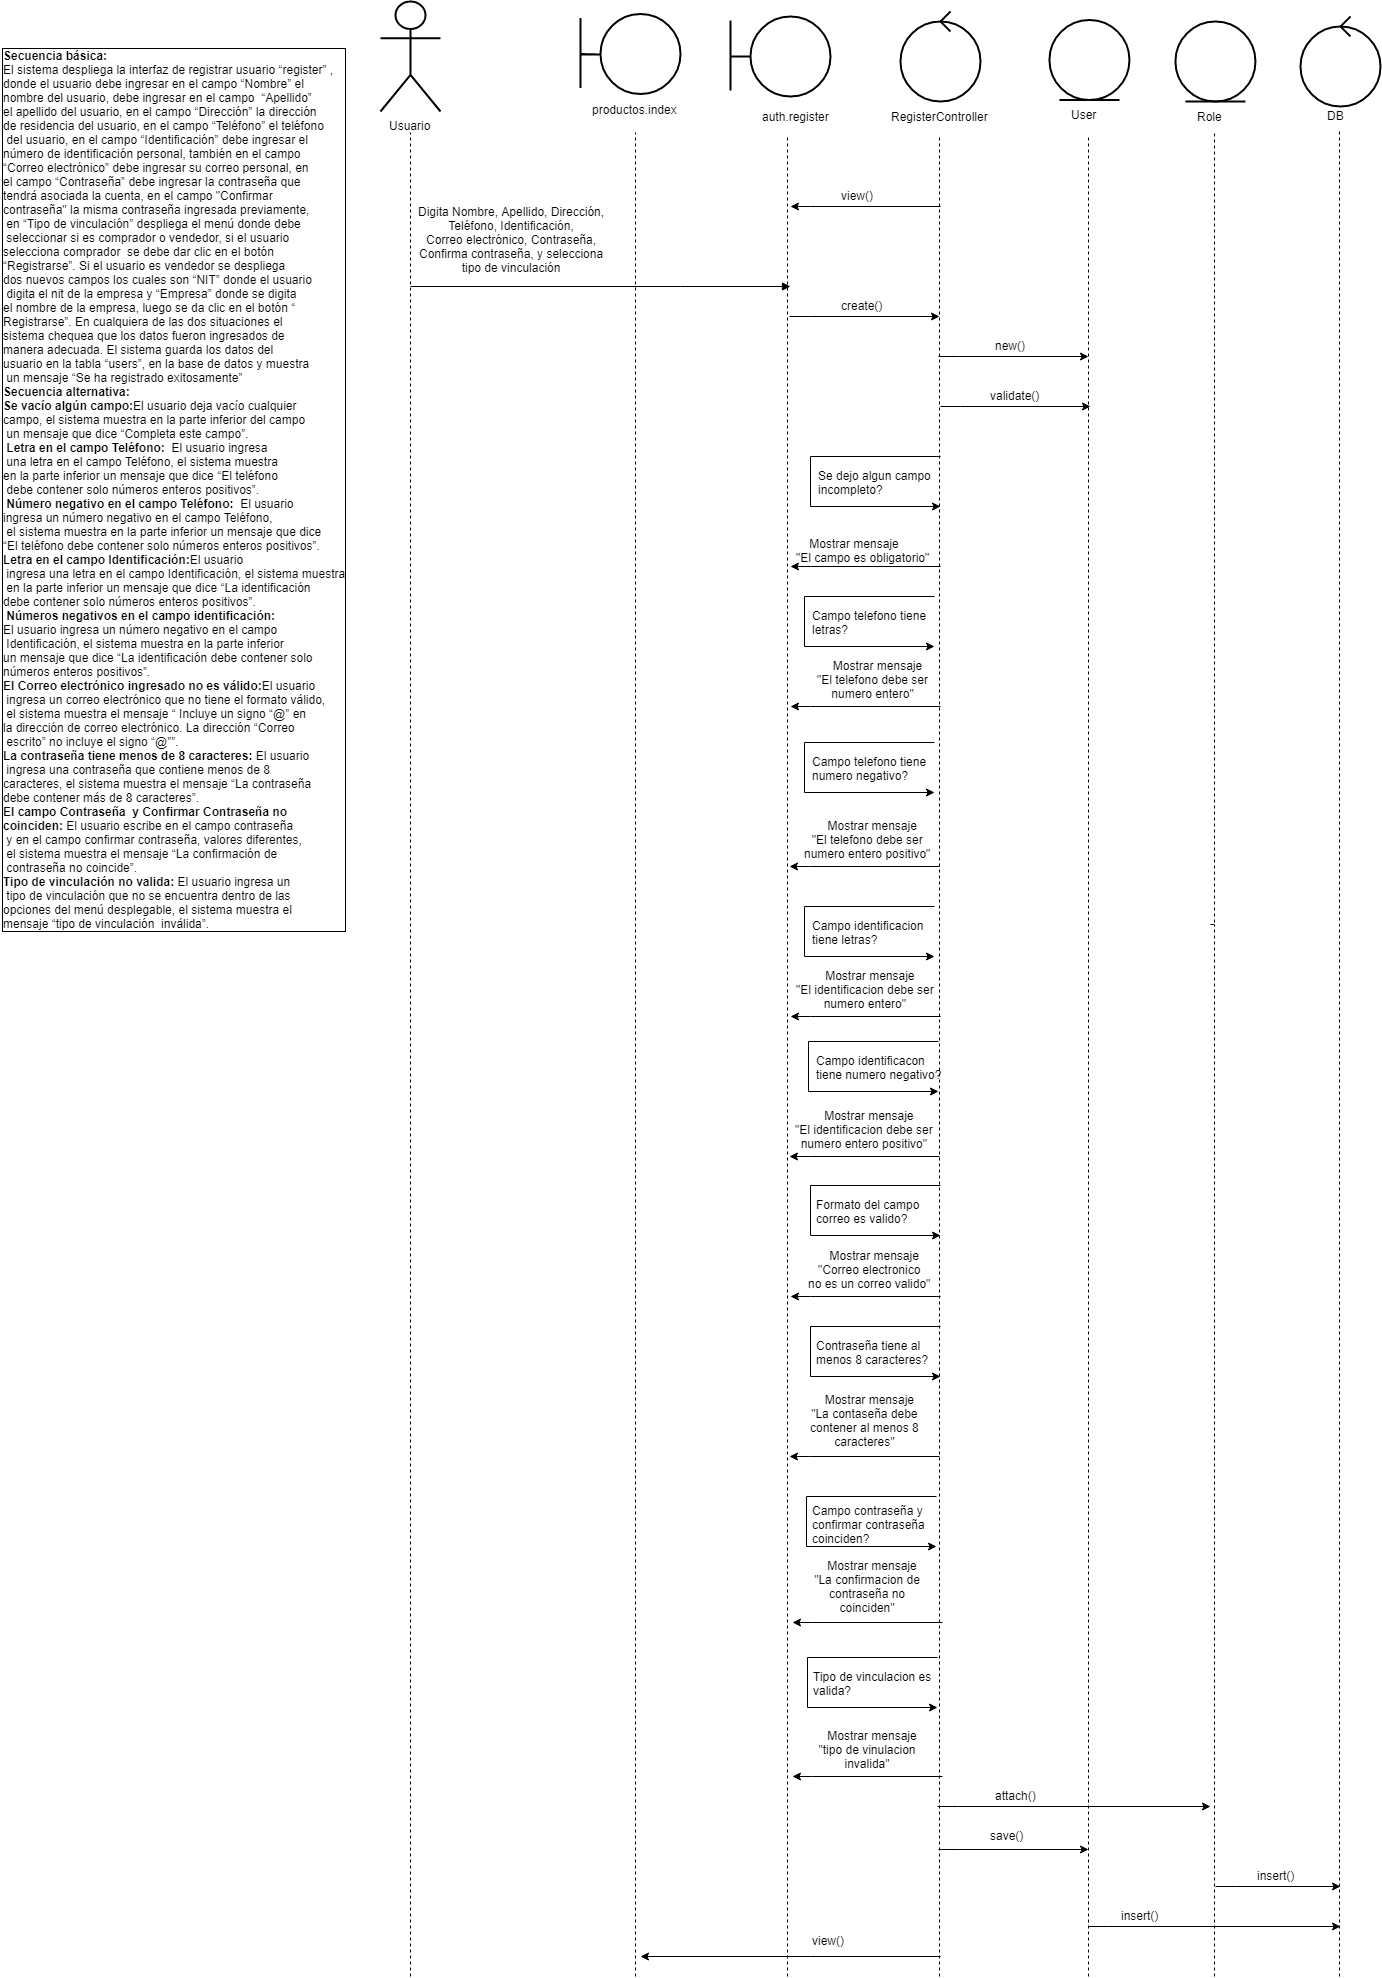 Secuencia básica:
El sistema despliega la interfaz de registrar usuario “register” ,
donde el usuario debe ingresar en el campo “Nombre” el
nombre del usuario, debe ingresar en el campo “Apellido”
el apellido del usuario, en el campo “Dirección” la dirección
de residencia del usuario, en el campo “Teléfono” el teléfono
del usuario, en el campo “Identificación” debe ingresar el
número de identificación personal, también en el campo
“Correo electrónico” debe ingresar su correo personal, en
el campo “Contraseña” debe ingresar la contraseña que
tendrá asociada la cuenta, en el campo "Confirmar
contraseña" la misma contraseña ingresada previamente,
en “Tipo de vinculación” despliega el menú donde debe
seleccionar si es comprador o vendedor, si el usuario
selecciona comprador se debe dar clic en el botón
“Registrarse”. Si el usuario es vendedor se despliega
dos nuevos campos los cuales son “NIT” donde el usuario
digita el nit de la empresa y “Empresa” donde se digita
el nombre de la empresa, luego se da clic en el botón “
Registrarse”. En cualquiera de las dos situaciones el
sistema chequea que los datos fueron ingresados de
manera adecuada. El sistema guarda los datos del
usuario en la tabla “users”, en la base de datos y muestra
un mensaje “Se ha registrado exitosamente”
Secuencia alternativa:
Se vacío algún campo:El usuario deja vacío cualquier
campo, el sistema muestra en la parte inferior del campo
un mensaje que dice “Completa este campo”.
Letra en el campo Teléfono: El usuario ingresa
una letra en el campo Teléfono, el sistema muestra
en la parte inferior un mensaje que dice “El teléfono
debe contener solo números enteros positivos”.
Número negativo en el campo Teléfono: El usuario
ingresa un número negativo en el campo Teléfono,
el sistema muestra en la parte inferior un mensaje que dice
“El teléfono debe contener solo números enteros positivos”.
Letra en el campo Identificación:El usuario
ingresa una letra en el campo Identificación, el sistema muestra
en la parte inferior un mensaje que dice “La identificación
debe contener solo números enteros positivos”.
Números negativos en el campo identificación:
El usuario ingresa un número negativo en el campo
Identificación, el sistema muestra en la parte inferior
un mensaje que dice “La identificación debe contener solo
números enteros positivos”.
El Correo electrónico ingresado no es válido:El usuario
ingresa un correo electrónico que no tiene el formato válido,
el sistema muestra el mensaje “ Incluye un signo “@” en
la dirección de correo electrónico. La dirección “Correo
escrito” no incluye el signo “@””.
La contraseña tiene menos de 8 caracteres: El usuario
ingresa una contraseña que contiene menos de 8
caracteres, el sistema muestra el mensaje “La contraseña
debe contener más de 8 caracteres”.
El campo Contraseña y Confirmar Contraseña no
coinciden: El usuario escribe en el campo contraseña
y en el campo confirmar contraseña, valores diferentes,
el sistema muestra el mensaje “La confirmación de
contraseña no coincide”.
Tipo de vinculación no valida: El usuario ingresa un
tipo de vinculación que no se encuentra dentro de las
opciones del menú desplegable, el sistema muestra el
mensaje “tipo de vinculación inválida”.
Usuario
productos.index
auth.register
RegisterController
User
Role
DB
view()
Digita Nombre, Apellido, Dirección,
Teléfono, Identificación,
Correo electrónico, Contraseña,
Confirma contraseña, y selecciona
tipo de vinculación
create()
new()
validate()
Se dejo algun campo
incompleto?
Mostrar mensaje
"El campo es obligatorio"
Campo telefono tiene
letras?
Mostrar mensaje
"El telefono debe ser
numero entero"
Campo telefono tiene
numero negativo?
Mostrar mensaje
"El telefono debe ser
numero entero positivo"
Campo identificacion
tiene letras?
-
Mostrar mensaje
"El identificacion debe ser
numero entero"
Campo identificacon
tiene numero negativo?
Mostrar mensaje
"El identificacion debe ser
numero entero positivo"
Formato del campo
correo es valido?
Mostrar mensaje
"Correo electronico
no es un correo valido"
Contraseña tiene al
menos 8 caracteres?
Mostrar mensaje
"La contaseña debe
contener al menos 8
caracteres"
Campo contraseña y
confirmar contraseña
coinciden?
Mostrar mensaje
"La confirmacion de
contraseña no
coinciden"
Tipo de vinculacion es
valida?
Mostrar mensaje
"tipo de vinulacion
invalida"
attach()
save()
insert()
insert()
view()